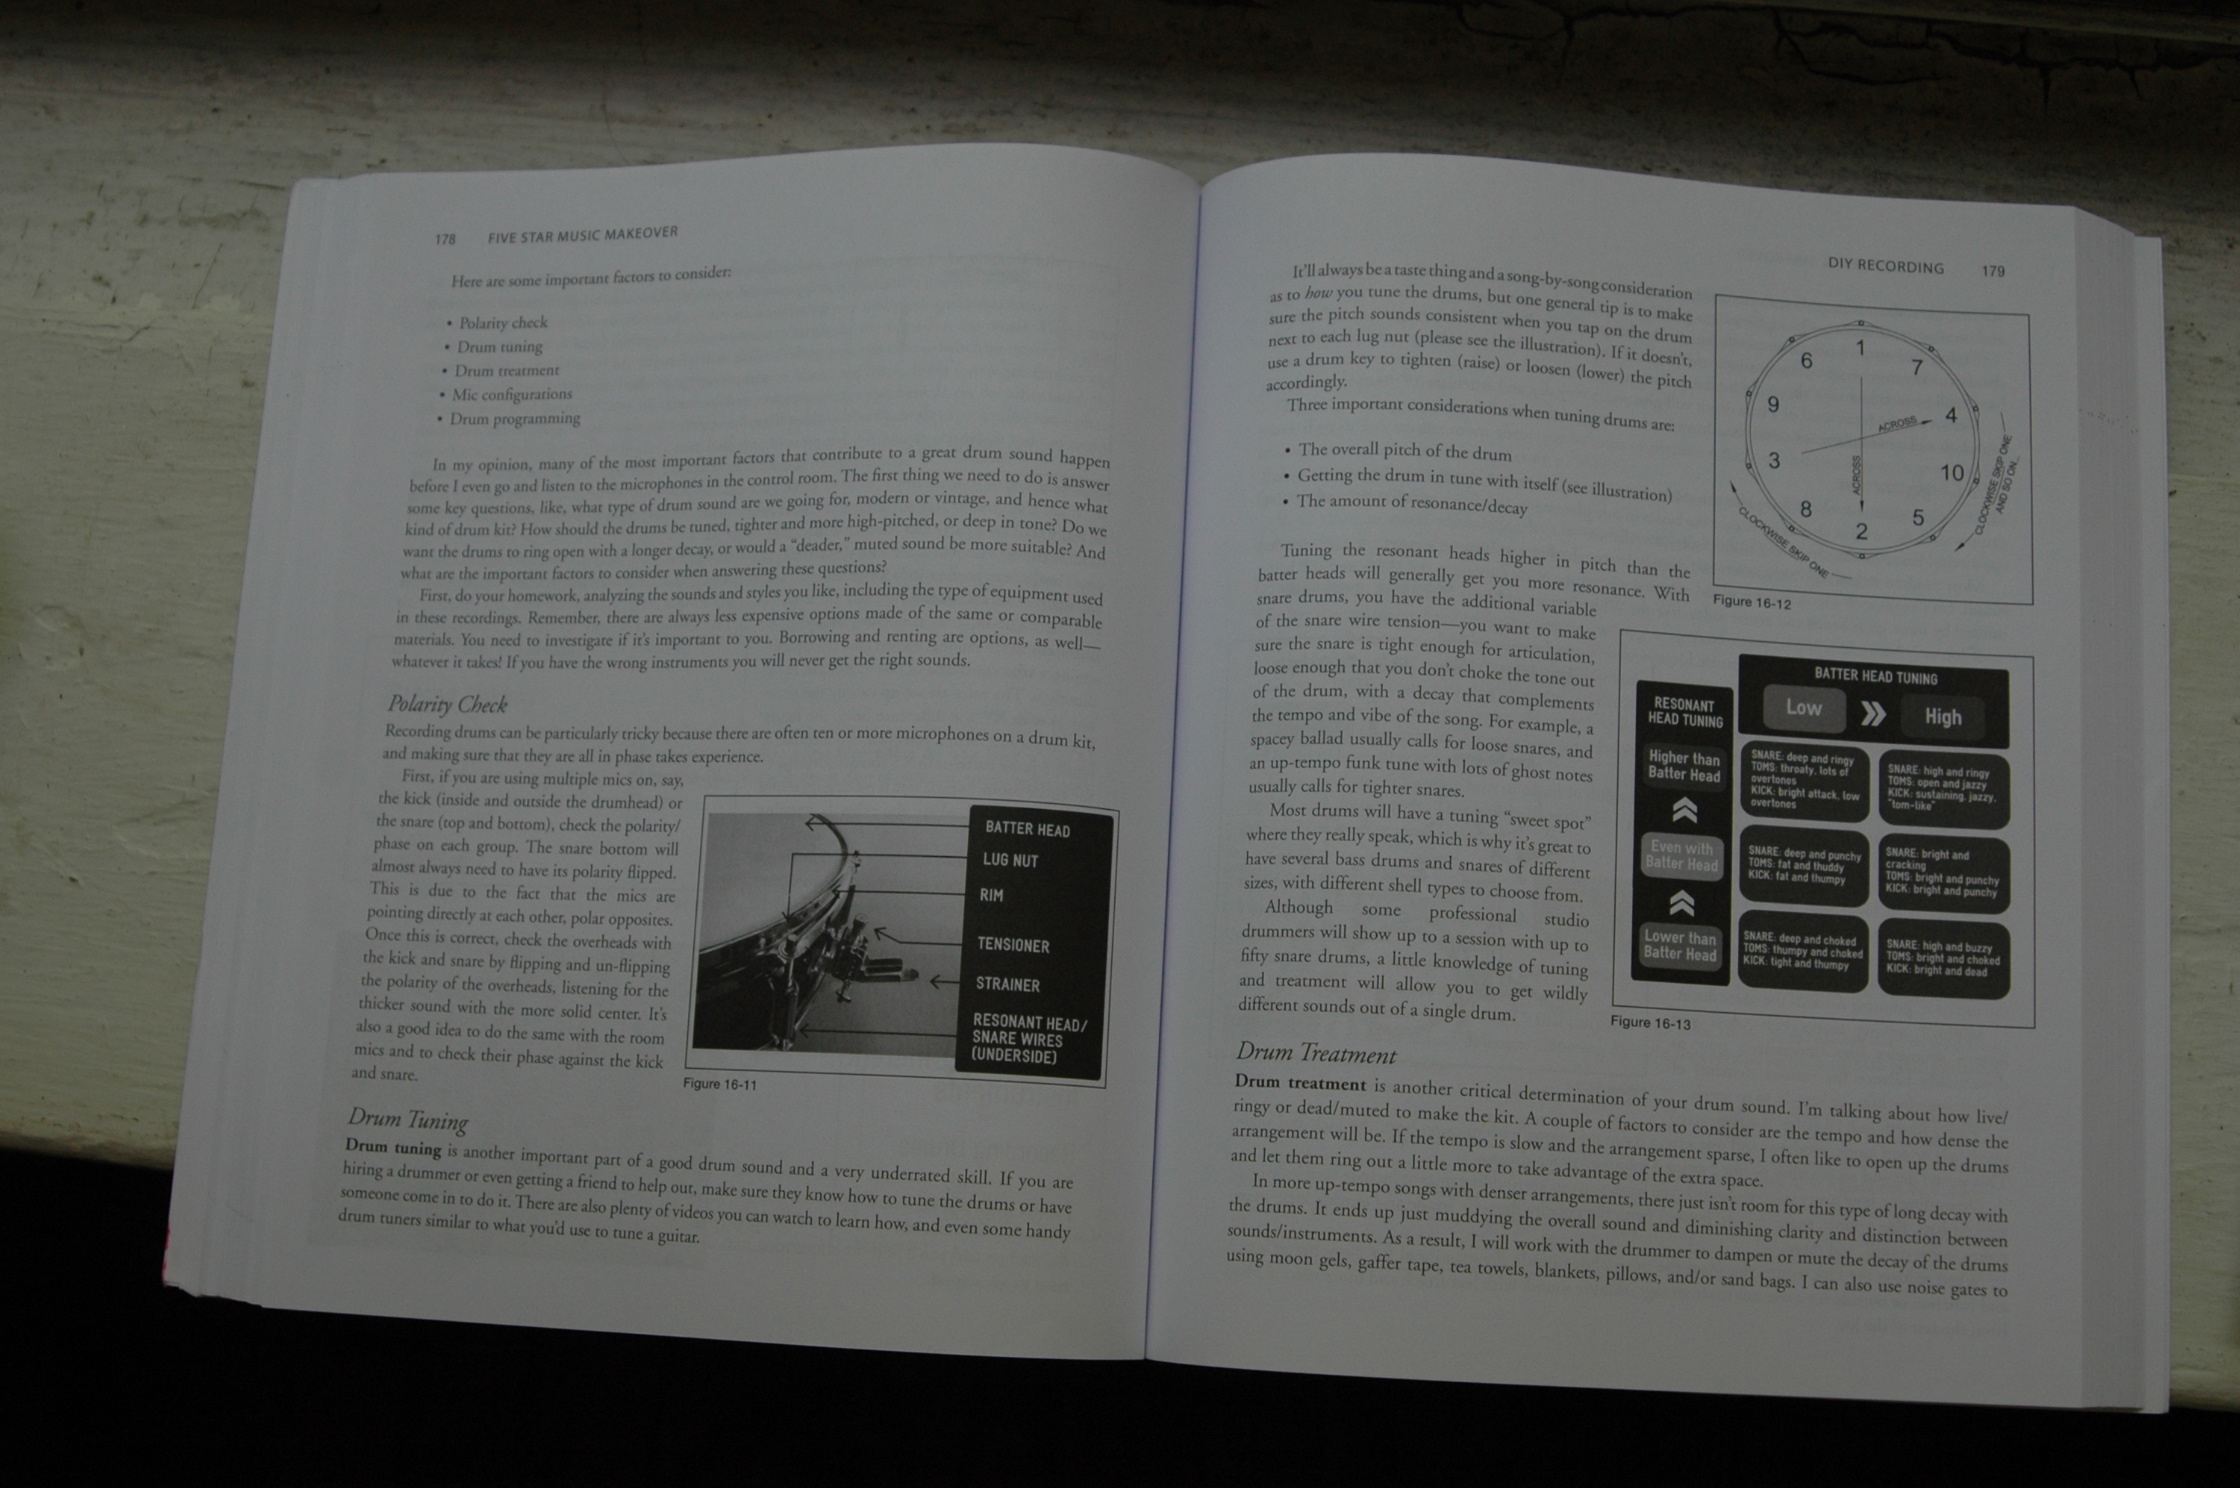 178 FIVE STAR MUSIC MAKEOVER
Here are some important factors to consider:
• Polarity check
• Drum tuning
• Drum treatment
• Mic configurations
• Drum programming
In my opinion, many of the most important factors that contribute to a great drum sound happen
before I even go and listen to the microphones in the control room. The first thing we need to do is answer
some key questions, like, what type of drum sound are we going for, modern or vintage, and hence what
kind of drum kit? How should the drums be tuned, tighter and more high-pitched, or deep in tone? Do we
want the drums to ring open with a longer decay, or would a “deader,” muted sound be more suitable? And
what are the important factors to consider when answering these questions?
First, do your homework, analyzing the sounds and styles you like, including the type of equipment used
in these recordings. Remember, there are always less expensive options made of the same or comparable
materials. You need to investigate if it’s important to you. Borrowing and renting are options, as well—
whatever it takes! If you have the wrong instruments you will never get the right sounds.
Polarity Check
Recording drums can be particularly tricky because there are often ten or more microphones on a drum kit,
and making sure that they are all in phase takes experience.
First, if you are using multiple mics on, say,
the kick (inside and outside the drumhead) or
the snare (top and bottom), check the polarity/
phase on each group. The snare bottom will
almost always need to have its polarity flipped.
This is due to the fact that the mics are
pointing directly at each other, polar opposites.
Once this is correct, check the overheads with
the kick and snare by flipping and un-flipping
the polarity of the overheads, listening for the
thicker sound with the more solid center. It’s
also a good idea to do the same with the room
mics and to check their phase against the kick
and snare.
BATTER HEAD
LUG NUT
RIM
TENSIONER
STRAINER
RESONANT HEAD/
SNARE WIRES
(UNDERSIDE)
Figure 16-11
Drum Tuning
Drum tuning is another important part of a good drum sound and a very underrated skill. If you are
hiring a drummer or even getting a friend to help out, make sure they know how to tune the drums or have
someone come in to do it. There are also plenty of videos you can watch to learn how, and even some handy
drum tuners similar to what you’d use to tune a guitar.
DIY RECORDING 179
It’ll always be a taste thing and a song-by-song consideration
as to how you tune the drums, but one general tip is to make
sure the pitch sounds consistent when you tap on the drum
next to each lug nut (please see the illustration). If it doesn’t,
use a drum key to tighten (raise) or loosen (lower) the pitch
accordingly.
Three important considerations when tuning drums are:
• The overall pitch of the drum
• Getting the drum in tune with itself (see illustration)
• The amount of resonance/decay
1
6 7
9 4
3 10
8 5
2
ACROSS
ACROSS
CLOCKWISE SKIP ONE
CLOCKWISE SKIP ONE
AND SO ON...
Figure 16-12
Tuning the resonant heads higher in pitch than the
batter heads will generally get you more resonance. With
snare drums, you have the additional variable
of the snare wire tension—you want to make
sure the snare is tight enough for articulation,
loose enough that you don’t choke the tone out
of the drum, with a decay that complements
the tempo and vibe of the song. For example, a
spacey ballad usually calls for loose snares, and
an up-tempo funk tune with lots of ghost notes
usually calls for tighter snares.
Most drums will have a tuning “sweet spot”
where they really speak, which is why it’s great to
have several bass drums and snares of different
sizes, with different shell types to choose from.
Although some professional studio
drummers will show up to a session with up to
fifty snare drums, a little knowledge of tuning
and treatment will allow you to get wildly
different sounds out of a single drum.
BATTER HEAD TUNING
Low » High
RESONANT
HEAD TUNING
Higher than
Batter Head
SNARE: deep and ringy
TOMS: throaty, lots of
overtones
KICK: bright attack, low
overtones
SNARE: high and ringy
TOMS: open and jazzy
KICK: sustaining, jazzy,
"tom-like"
Even with
Batter Head
SNARE: deep and punchy
TOMS: fat and thuddy
KICK: fat and thumpy
SNARE: bright and
cracking
TOMS: bright and punchy
KICK: bright and punchy
Lower than
Batter Head
SNARE: deep and choked
TOMS: thumpy and choked
KICK: tight and thumpy
SNARE: high and buzzy
TOMS: bright and choked
KICK: bright and dead
Figure 16-13
Drum Treatment
Drum treatment is another critical determination of your drum sound. I’m talking about how live/
ringy or dead/muted to make the kit. A couple of factors to consider are the tempo and how dense the
arrangement will be. If the tempo is slow and the arrangement sparse, I often like to open up the drums
and let them ring out a little more to take advantage of the extra space.
In more up-tempo songs with denser arrangements, there just isn’t room for this type of long decay with
the drums. It ends up just muddying the overall sound and diminishing clarity and distinction between
sounds/instruments. As a result, I will work with the drummer to dampen or mute the decay of the drums
using moon gels, gaffer tape, tea towels, blankets, pillows, and/or sand bags. I can also use noise gates to